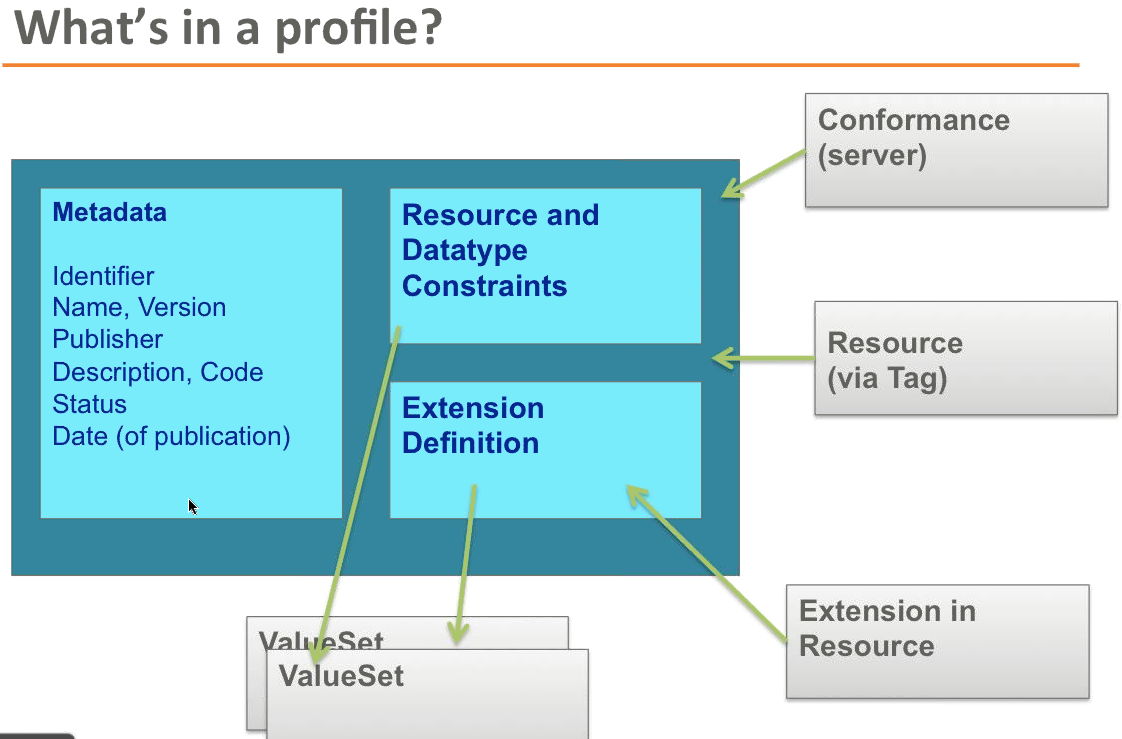 What's in a profile?
Conformance
(server)
Metadata
Identifier
Name, Version
Publisher
Description, Code
Status
Date (of publication)
Resource and
Datatype
Constraints
Resource
(via Tag)
Extension
Definition
Extension in
Resource
ValueSet
ValueSet